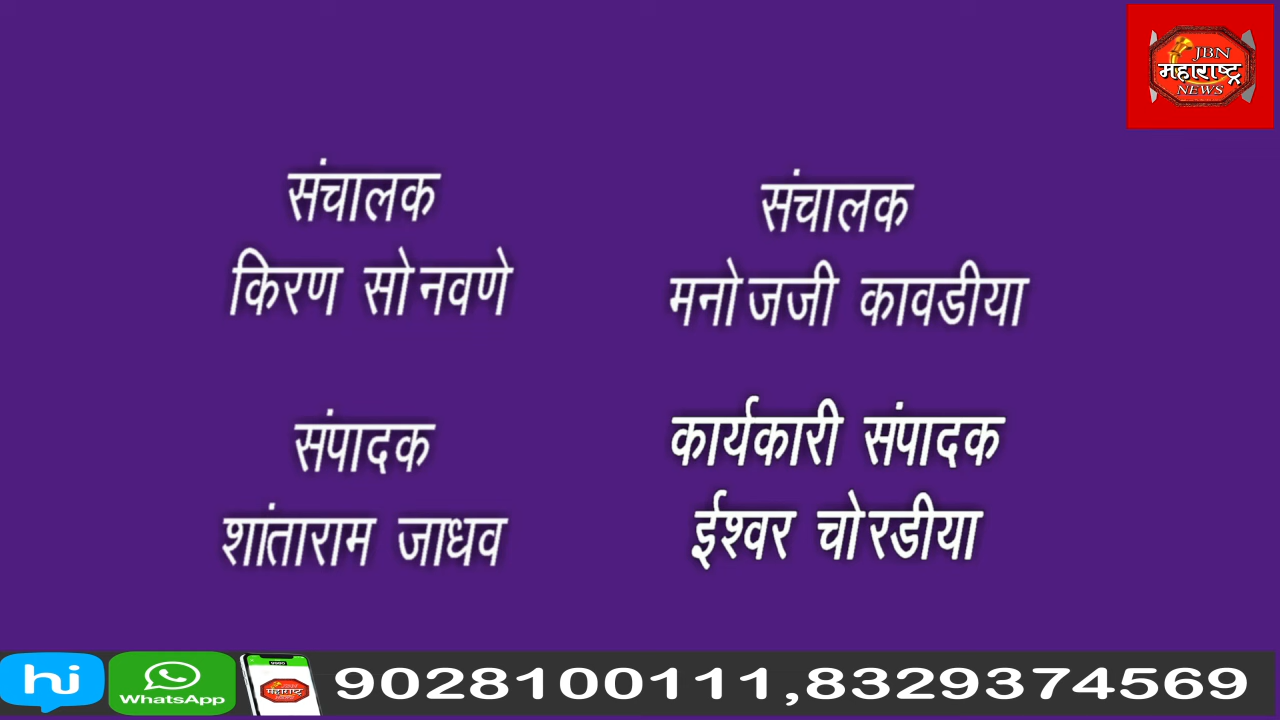 JBN
महाराष्ट्र
NEWS
संचालक
किरण सोनवणे
संचालक
मनोजजी कावडीया
संपादक
शांताराम जाधव
कार्यकारी संपादक
ईश्वर चोरडीया
hi
WhatsApp
महाराष्ट्र
9028100111,8329374569